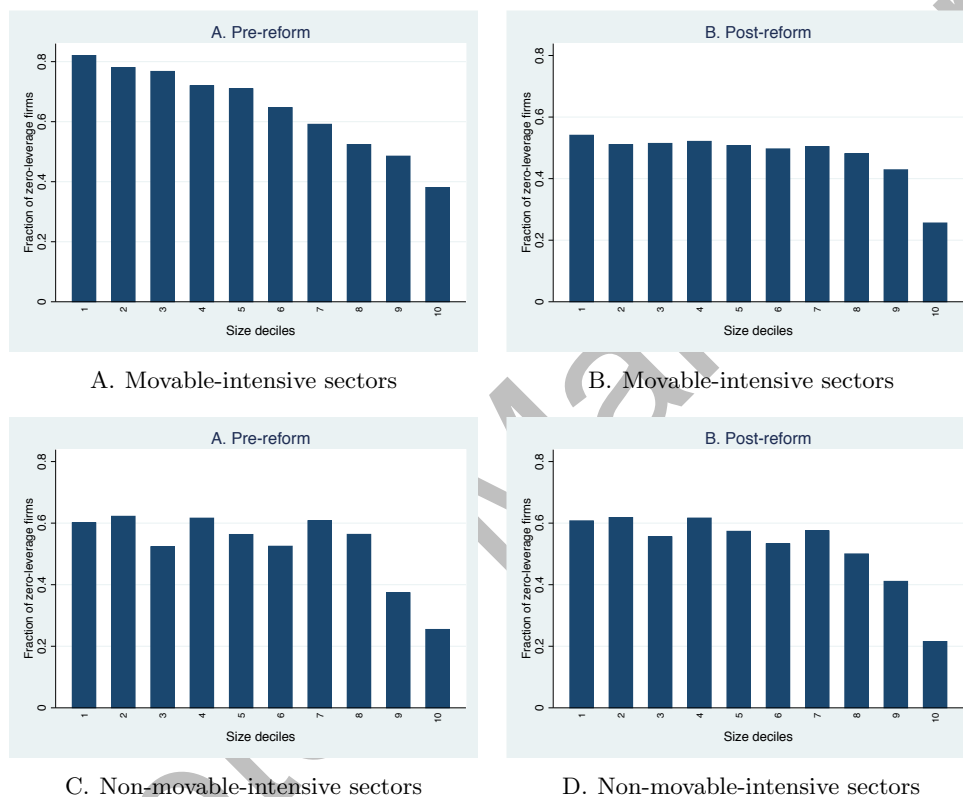 A. Pre-reform
Fraction of zero-leverage firms
0 0.2 0.4 0.6 0.8
1 2 3 4 5 6 7 8 9 10
Size deciles
A. Movable-intensive sectors
B. Post-reform
Fraction of zero-leverage firms
0 0.2 0.4 0.6 0.8
1 2 3 4 5 6 7 8 9 10
Size deciles
B. Movable-intensive sectors
A. Pre-reform
Fraction of zero-leverage firms
0 0.2 0.4 0.6 0.8
1 2 3 4 5 6 7 8 9 10
Size deciles
C. Non-movable-intensive sectors
B. Post-reform
Fraction of zero-leverage firms
0 0.2 0.4 0.6 0.8
1 2 3 4 5 6 7 8 9 10
Size deciles
D. Non-movable-intensive sectors